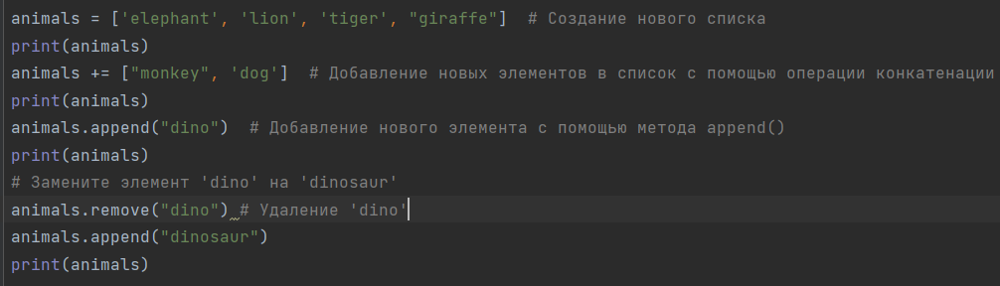 animals = ['elephant', 'lion', 'tiger', "giraffe"]  # Создание нового списка
print(animals)
animals += ["monkey", 'dog']  # Добавление новых элементов в список с помощью операции конкатенации
print(animals)
animals.append("dino")  # Добавление нового элемента с помощью метода append()
print(animals)
# Замените элемент 'dino' на 'dinosaur'
animals.remove("dino") # Удаление 'dino'
animals.append("dinosaur")
print(animals)